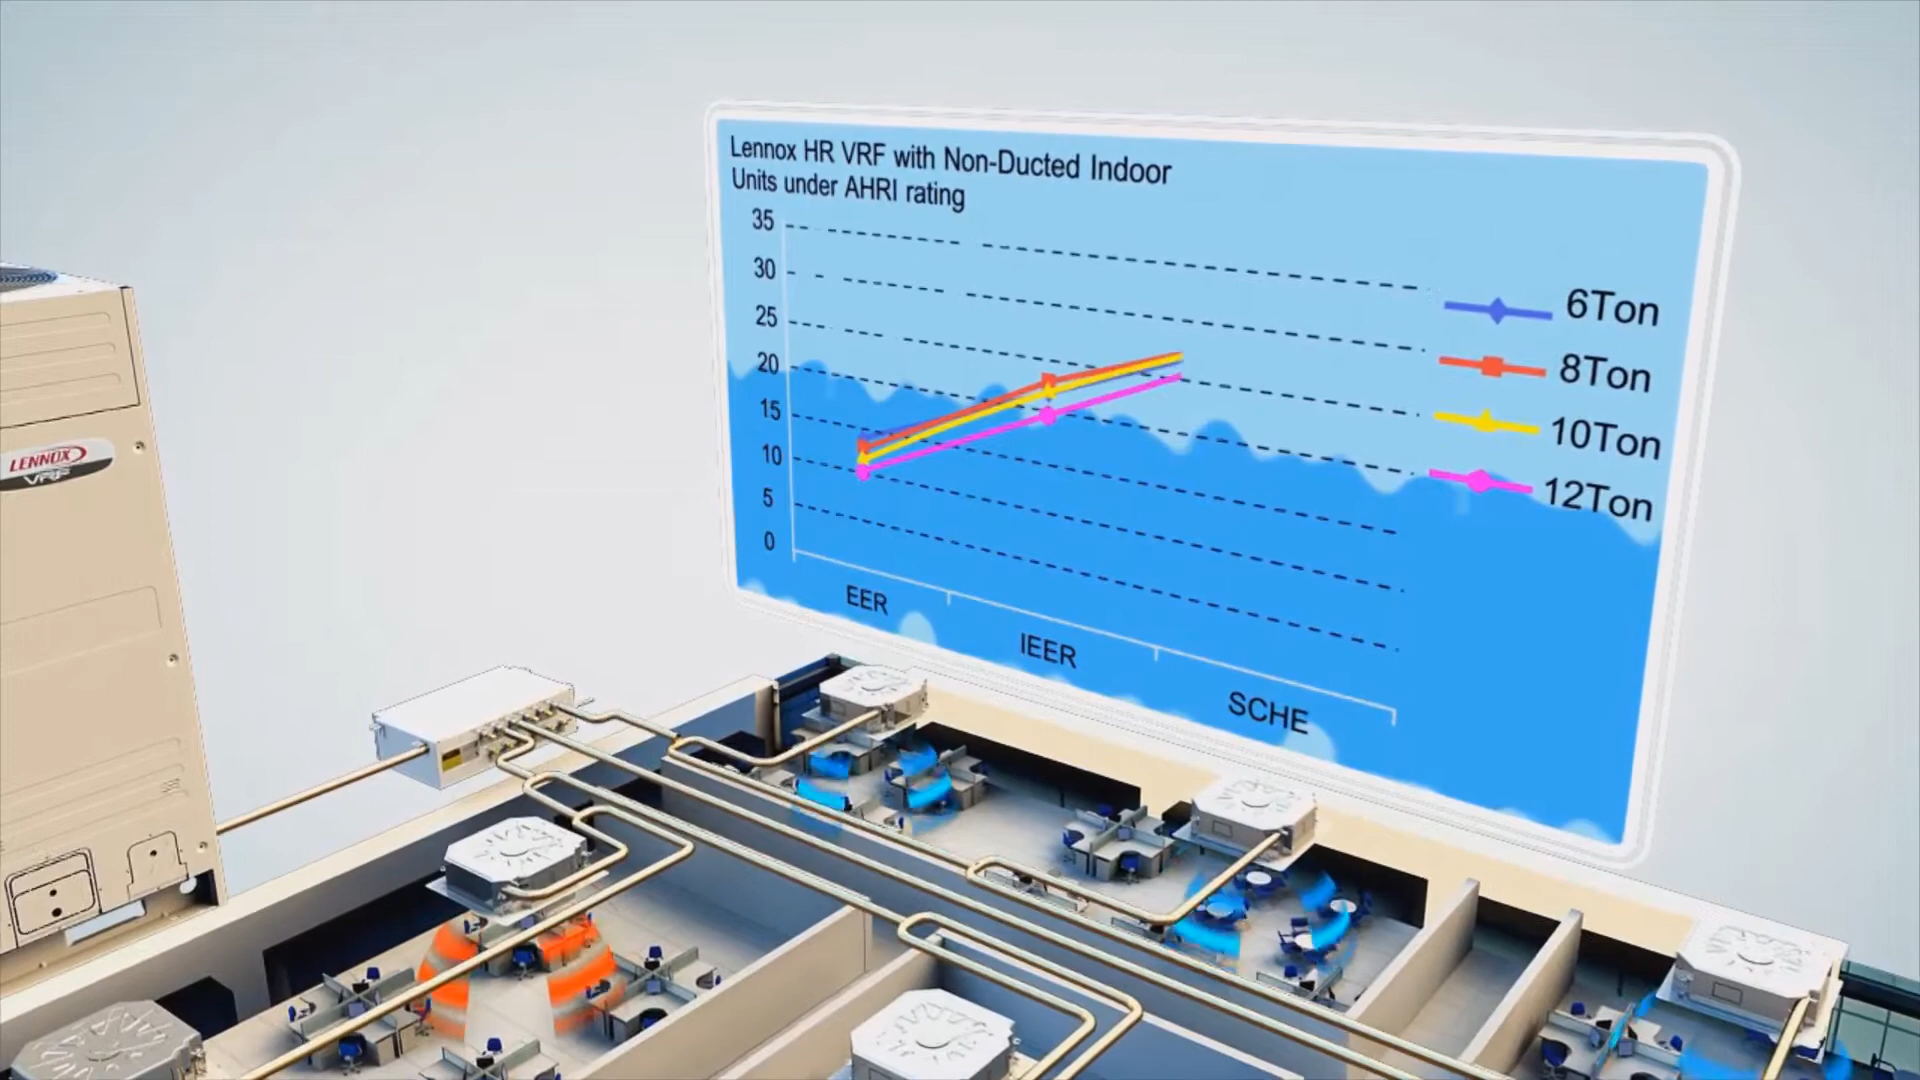 Lennox HR VRF with Non-Ducted Indoor
Units under AHRI rating
35
30
25
20
15
10
5
0
EER
IEER
SCHE
6Ton
8Ton
10Ton
12Ton
LENNOX
VRF